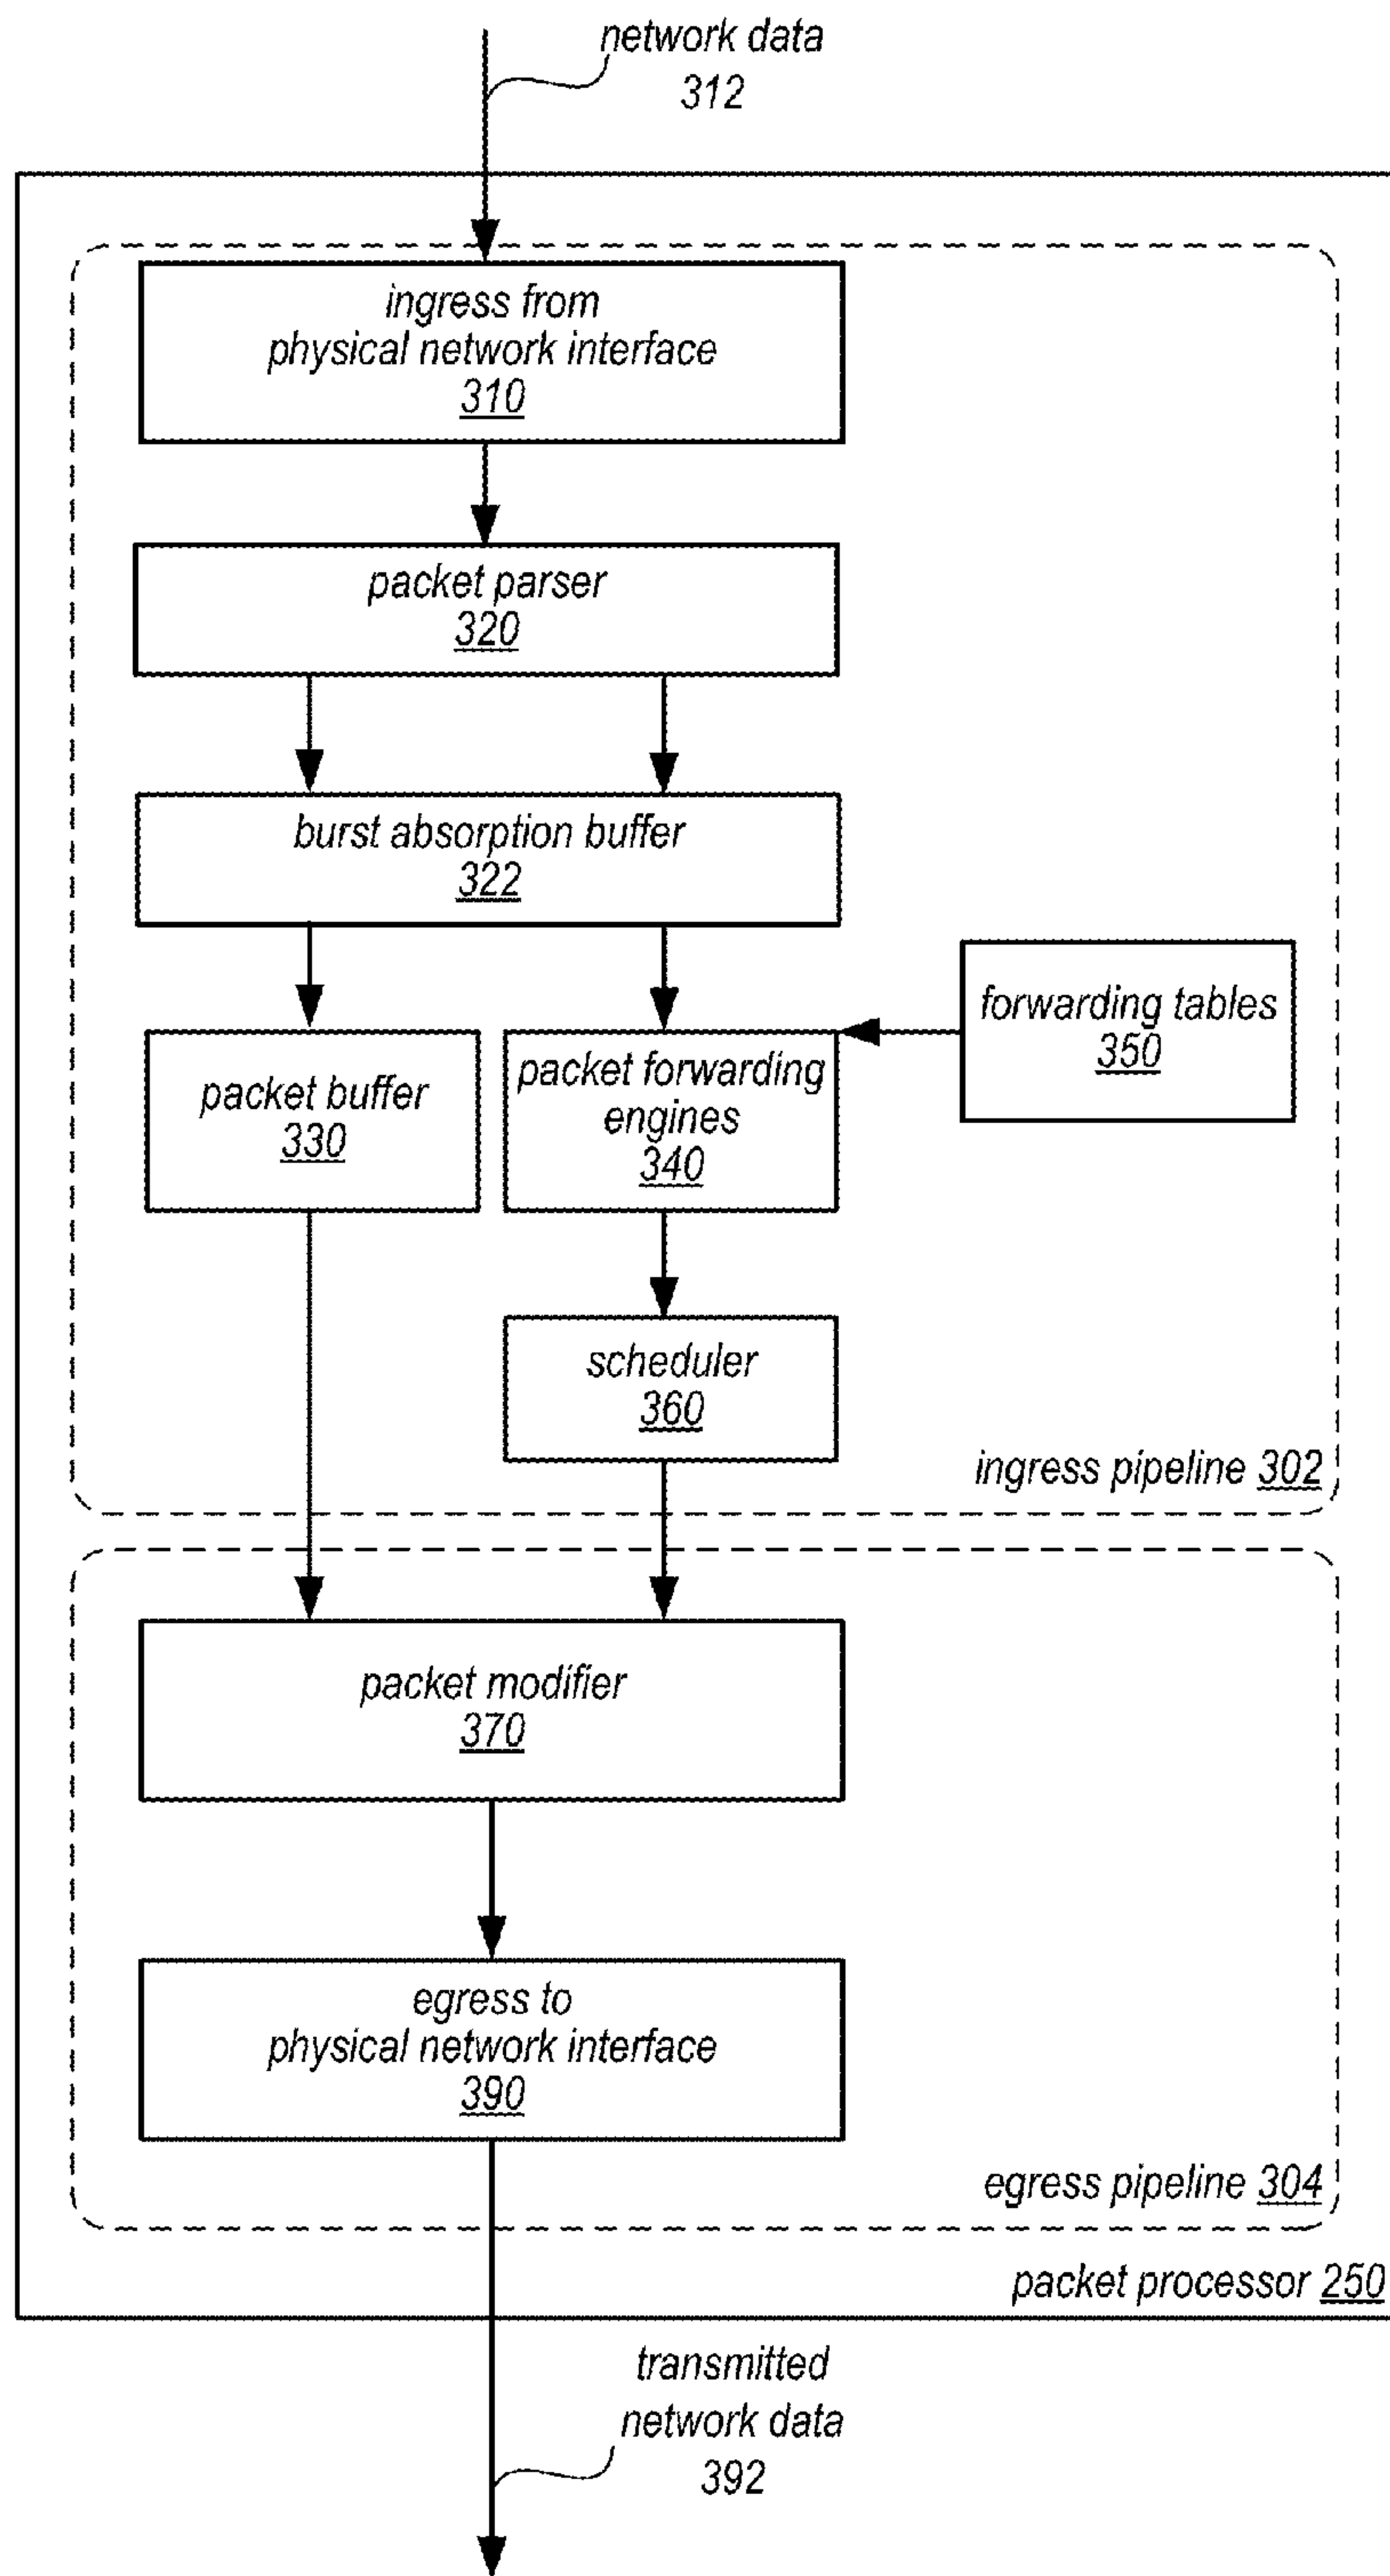 network data
312
ingress from
physical network interface
310
packet parser
320
burst absorption buffer
322
forwarding tables
350
packet buffer
330
packet forwarding
engines
340
scheduler
360
ingress pipeline 302
packet modifier
370
egress to
physical network interface
390
egress pipeline 304
packet processor 250
transmitted
network data
392